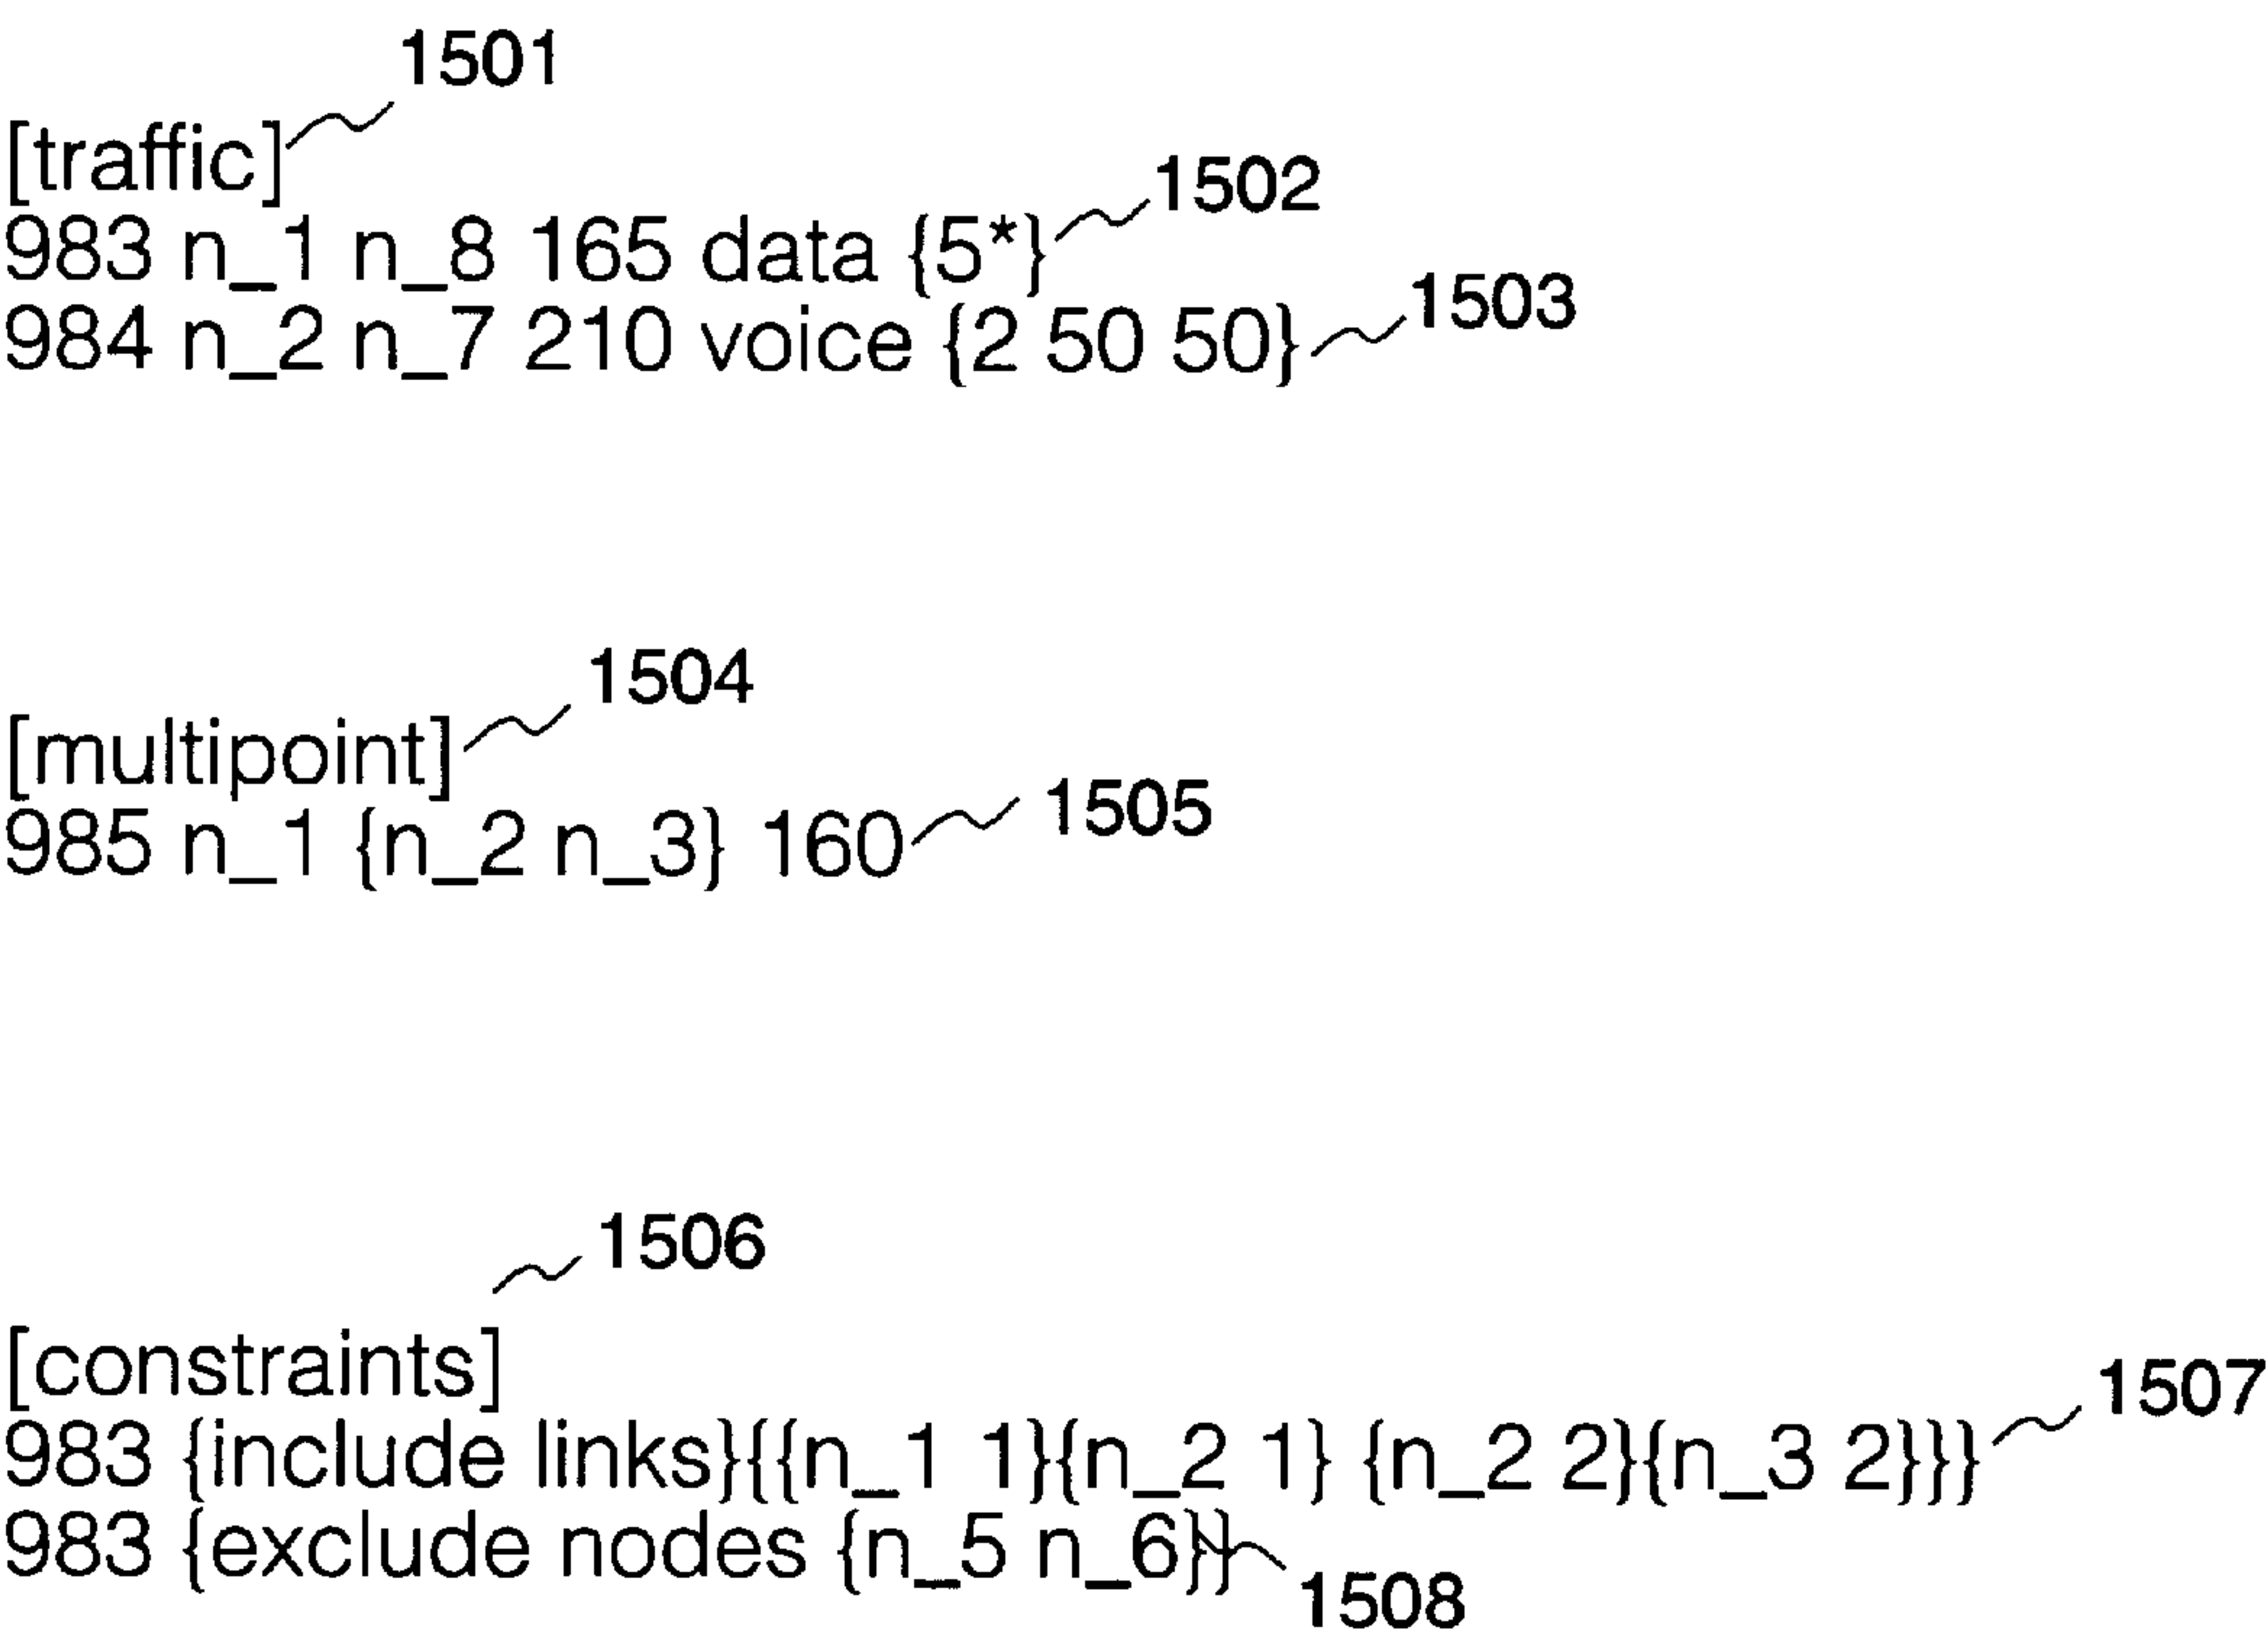 1501
[traffic]
1502
983 n_1 n_8 165 data {5*}
1503
984 n_2 n_7 210 voice {2 50 50}
1504
[multipoint]
1505
985 n_1 {n_2 n_3} 160
1506
[constraints]
1507
983 {include links}{{n_1 1}{n_2 1} {n_2 2}{n_3 2}}}
983 {exclude nodes {n_5 n_6}}
1508